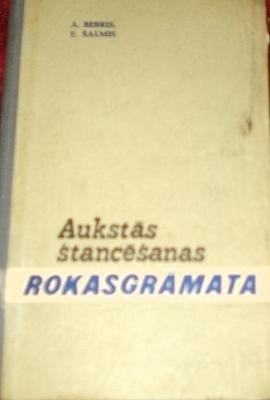 A. BEBRIS,
E. ŠALMIS
Aukstās
štancēšanas
ROKASGRĀMATA